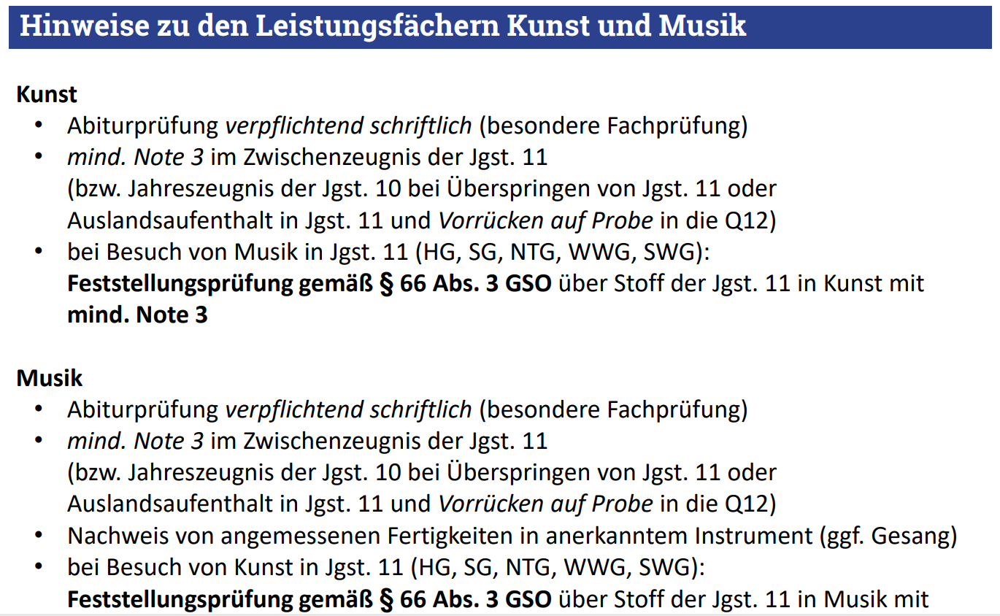 Hinweise zu den Leistungsfächern Kunst und Musik
Kunst
• Abiturprüfung verpflichtend schriftlich (besondere Fachprüfung)
• mind. Note 3 im Zwischenzeugnis der Jgst. 11
(bzw. Jahreszeugnis der Jgst. 10 bei Überspringen von Jgst. 11 oder
Auslandsaufenthalt in Jgst. 11 und Vorrücken auf Probe in die Q12)
• bei Besuch von Musik in Jgst. 11 (HG, SG, NTG, WWG, SWG):
Feststellungsprüfung gemäß § 66 Abs. 3 GSO über Stoff der Jgst. 11 in Kunst mit
mind. Note 3
Musik
• Abiturprüfung verpflichtend schriftlich (besondere Fachprüfung)
• mind. Note 3 im Zwischenzeugnis der Jgst. 11
(bzw. Jahreszeugnis der Jgst. 10 bei Überspringen von Jgst. 11 oder
Auslandsaufenthalt in Jgst. 11 und Vorrücken auf Probe in die Q12)
• Nachweis von angemessenen Fertigkeiten in anerkanntem Instrument (ggf. Gesang)
• bei Besuch von Kunst in Jgst. 11 (HG, SG, NTG, WWG, SWG):
Feststellungsprüfung gemäß § 66 Abs. 3 GSO über Stoff der Jgst. 11 in Musik mit